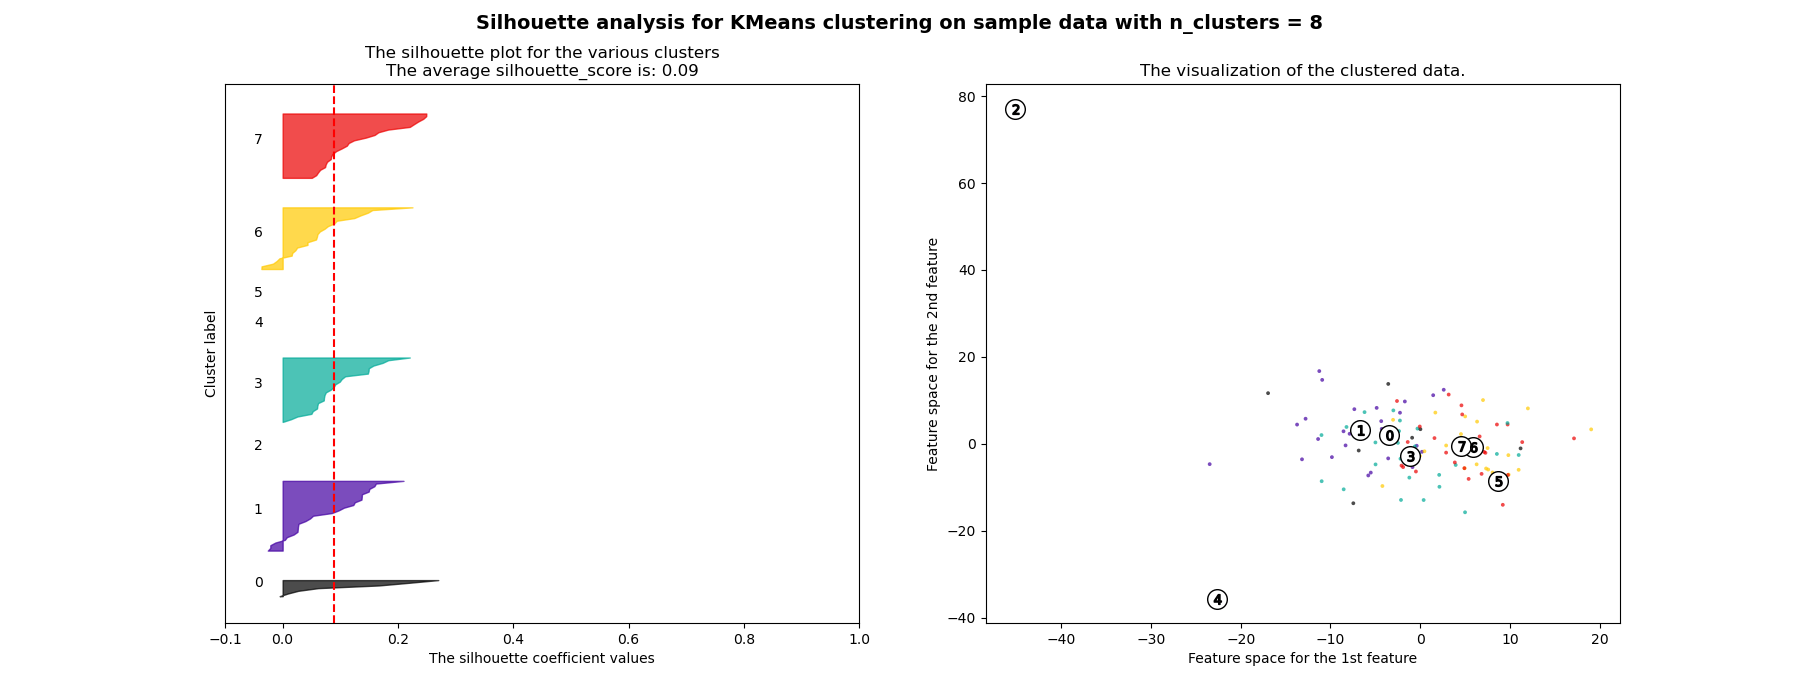 Silhouette analysis for KMeans clustering on sample data with n_clusters = 8
The silhouette plot for the various clusters
The average silhouette_score is: 0.09
7
6
5
4
3
2
1
0
Cluster label
−0.1 0.0 0.2 0.4 0.6 0.8 1.0
The silhouette coefficient values
The visualization of the clustered data.
80
60
40
20
0
−20
−40
Feature space for the 2nd feature
2
1
0
3
7
6
5
4
−40 −30 −20 −10 0 10 20
Feature space for the 1st feature